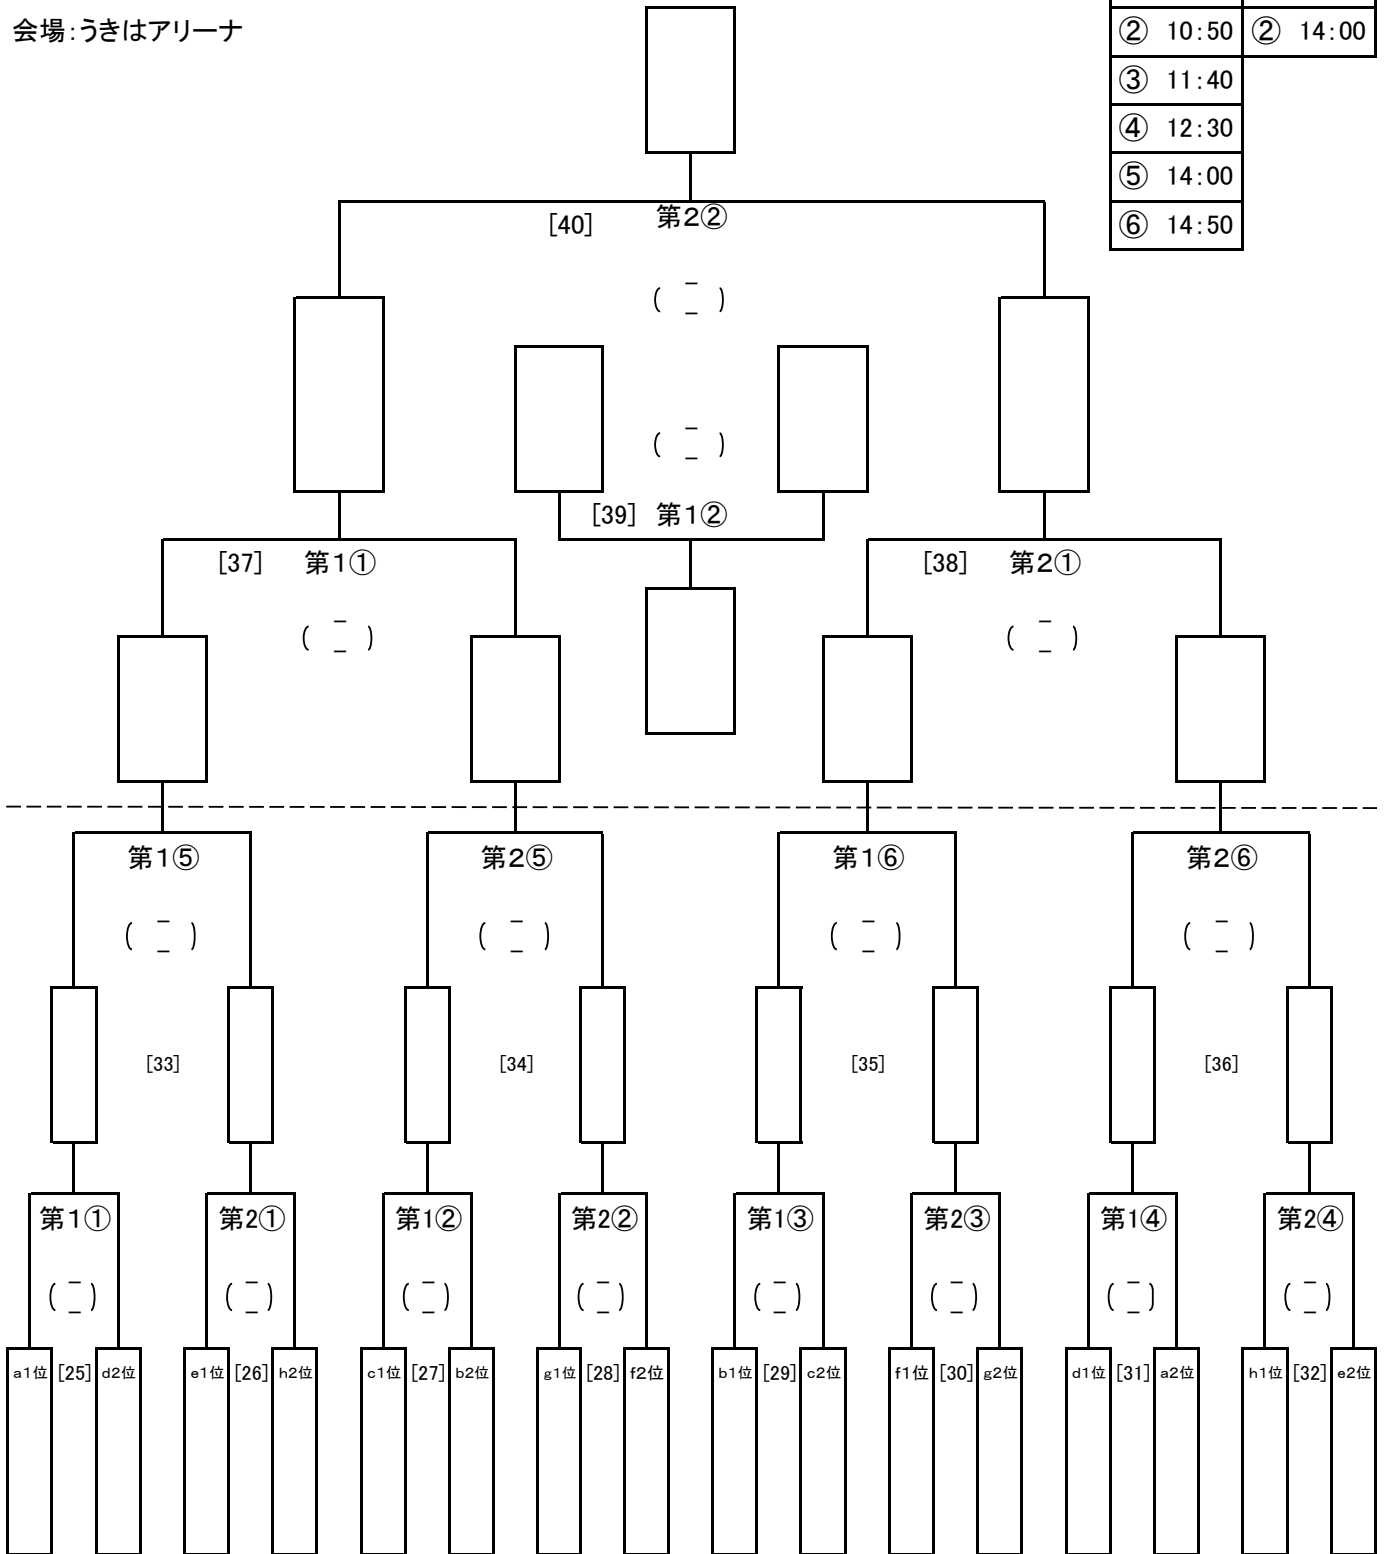 会場：うきはアリーナ
② 10：50 ② 14：00
③ 11：40
④ 12：30
⑤ 14：00
⑥ 14：50
[40] 第２②
( － － )
( － － )
[39] 第１②
[37] 第１① [38] 第２①
( － － ) ( － － )
第１⑤ 第２⑤ 第１⑥ 第２⑥
( － － ) ( － － ) ( － － ) ( － － )
[33] [34] [35] [36]
第１① 第2① 第1② 第2② 第1③ 第2③ 第1④ 第2④
( － － ) ( － － ) ( － － ) ( － － ) ( － － ) ( － － ) ( － － ) ( － － )
a1位 [25] d2位 e1位 [26] h2位 c1位 [27] b2位 g1位 [28] f2位 b1位 [29] c2位 f1位 [30] g2位 d1位 [31] a2位 h1位 [32] e2位